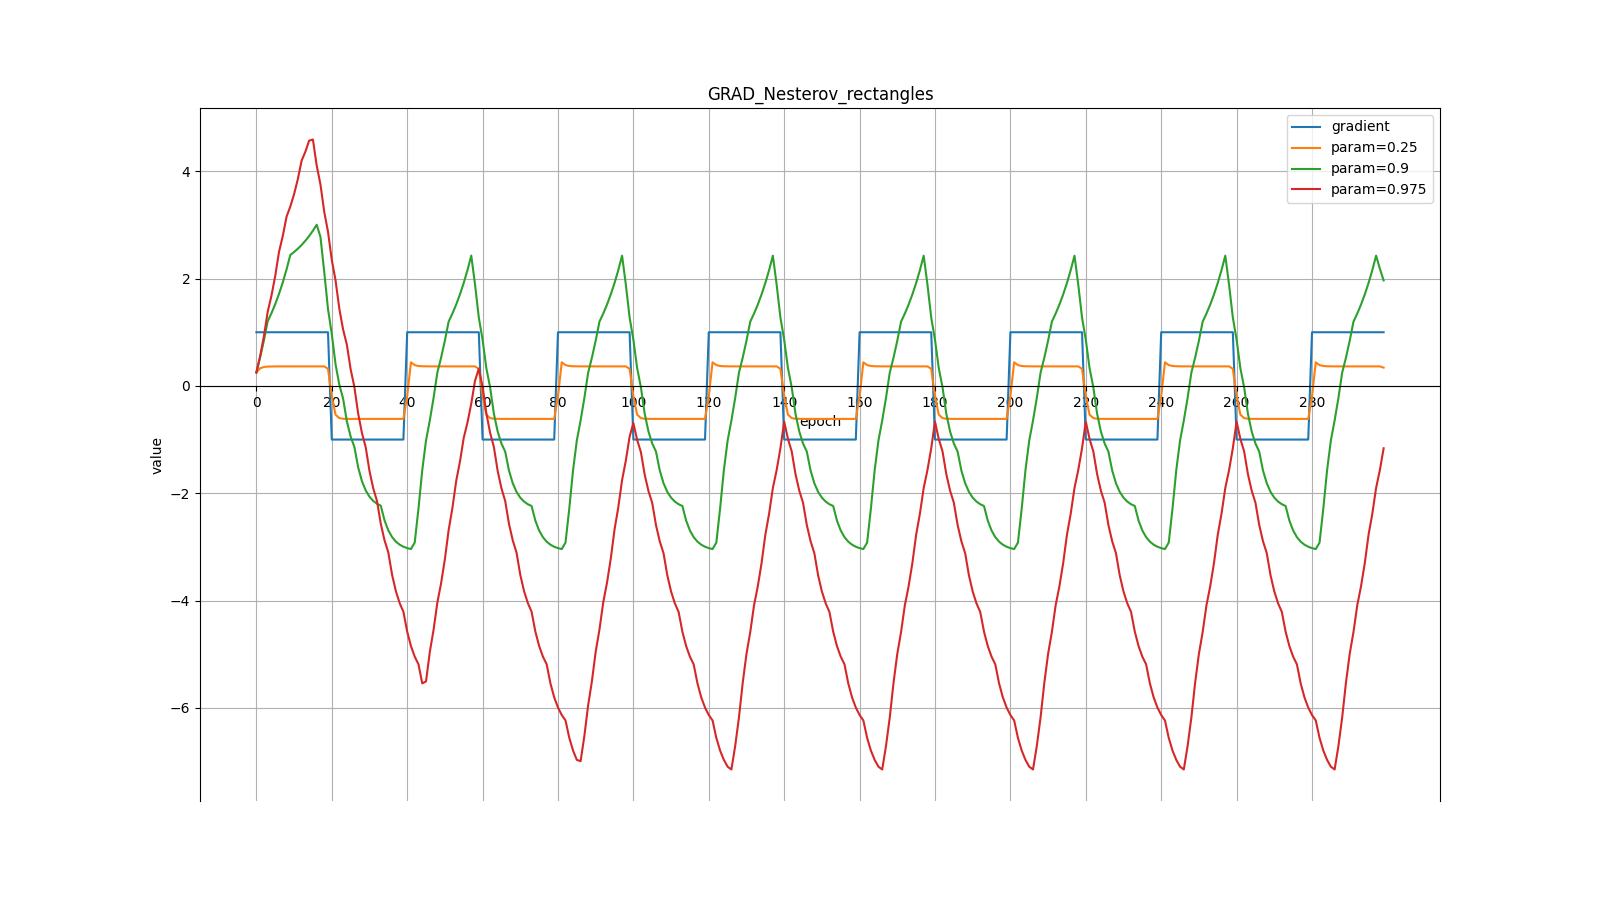 GRAD_Nesterov_rectangles
gradient
param=0.25
param=0.9
param=0.975
4
2
0
−2
−4
−6
value
0 20 40 60 80 100 120 140 160 180 200 220 240 260 280
epoch